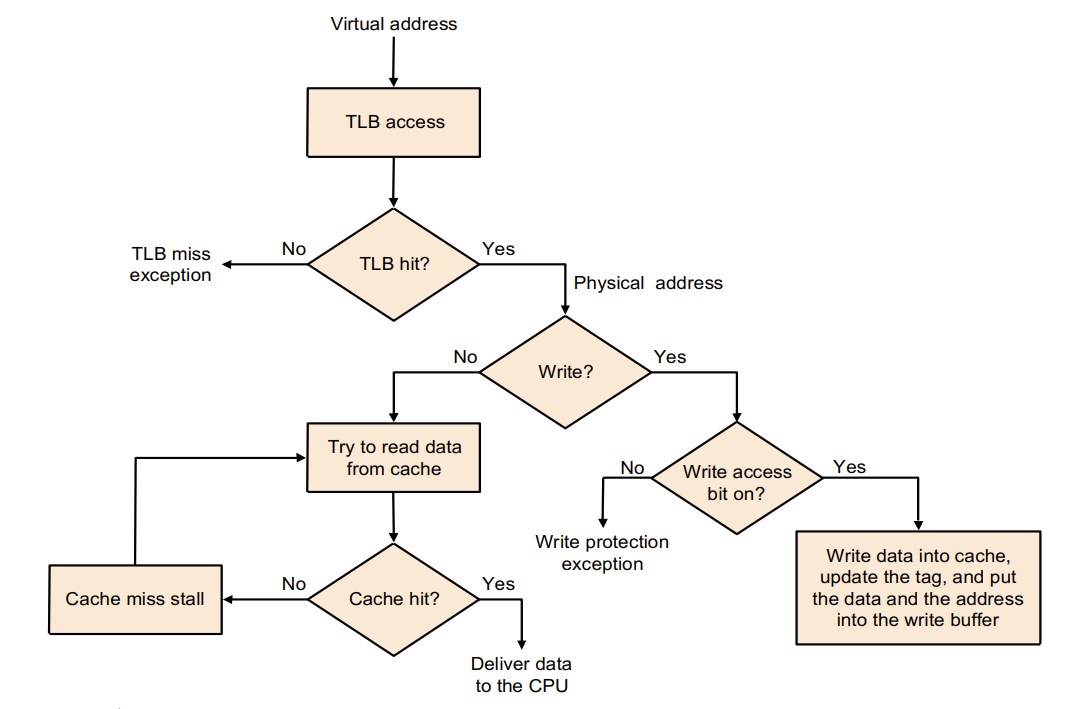 Virtual address
TLB access
No
Yes
TLB miss
exception
TLB hit?
Physical address
No
Yes
Write?
Try to read data
from cache
No
Yes
Write access
bit on?
Write protection
exception
Write data into cache,
update the tag, and put
the data and the address
into the write buffer
No
Yes
Cache miss stall
Cache hit?
Deliver data
to the CPU